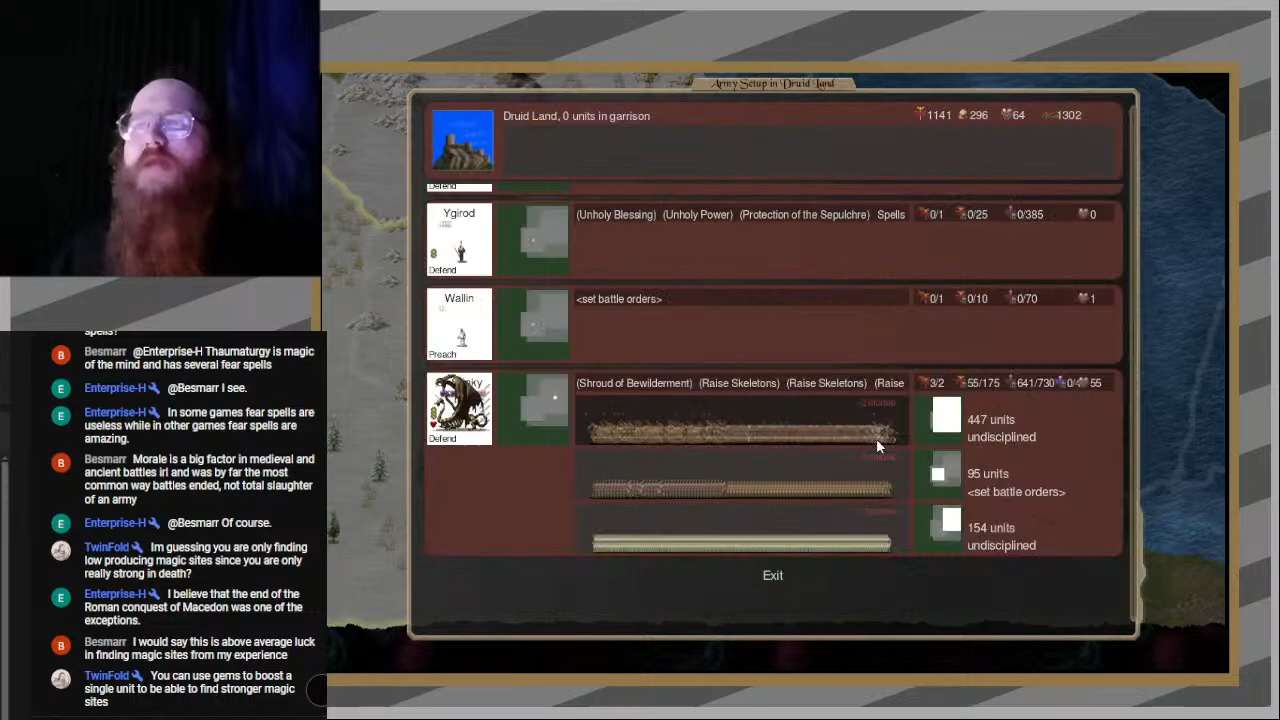 spells?
Besmarr @Enterprise-H Thaumaturgy is magic
of the mind and has several fear spells
Enterprise-H @Besmarr I see.
Enterprise-H In some games fear spells are
useless while in other games fear spells are
amazing.
Besmarr Morale is a big factor in medieval and
ancient battles irl and was by far the most
common way battles ended, not total slaughter
of an army
Enterprise-H @Besmarr Of course.
TwinFold Im guessing you are only finding
low producing magic sites since you are only
really strong in death?
Enterprise-H I believe that the end of the
Roman conquest of Macedon was one of the
exceptions.
Besmarr I would say this is above average luck
in finding magic sites from my experience
TwinFold You can use gems to boost a
single unit to be able to find stronger magic
sites
Army Setup in Druid Land
Druid Land, 0 units in garrison
1141 296 64 1302
Defend
Ygirod
Defend
(Unholy Blessing) (Unholy Power) (Protection of the Sepulchre) Spells
0/1 0/25 0/385 0
Wallin
Preach
<set battle orders>
0/1 0/10 0/70 1
Defend
(Shroud of Bewilderment) (Raise Skeletons) (Raise Skeletons) (Raise
3/2 55/175 641/730 55
447 units
undisciplined
95 units
<set battle orders>
154 units
undisciplined
Exit